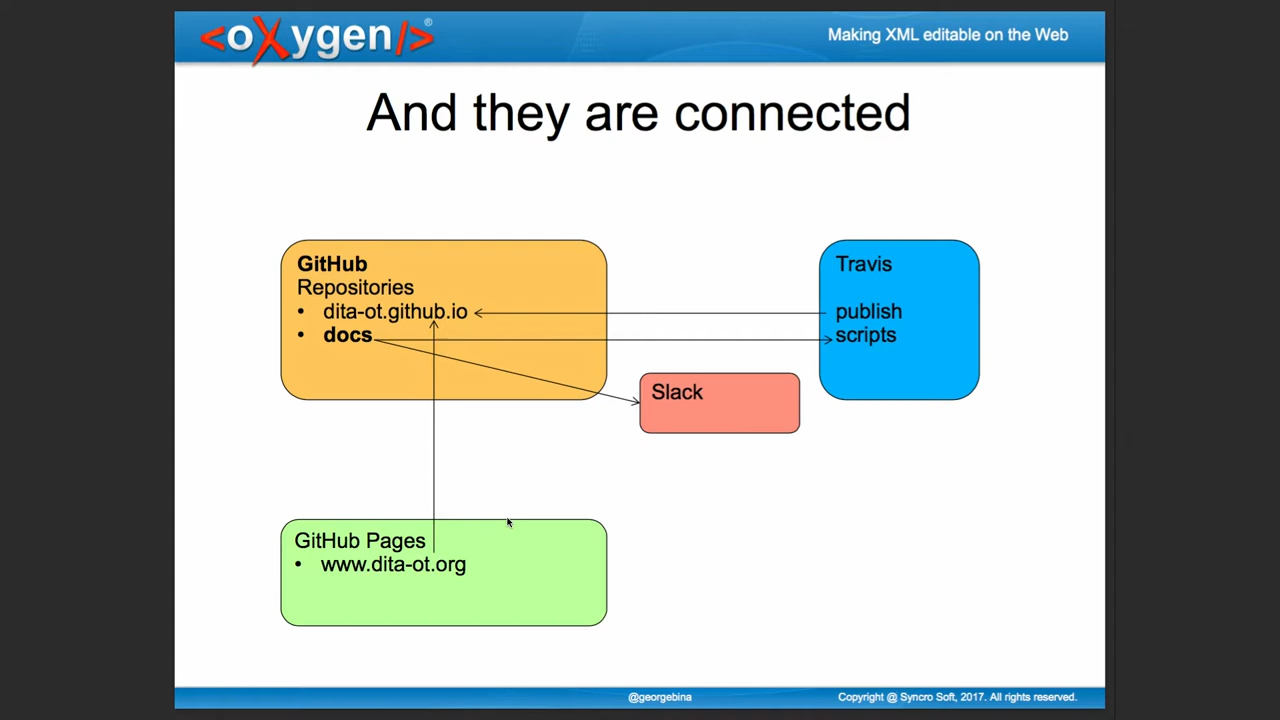 <oXygen/>®
Making XML editable on the Web
And they are connected
GitHub
Repositories
• dita-ot.github.io
• docs
Travis
publish
scripts
Slack
GitHub Pages
• www.dita-ot.org
@georgebina
Copyright @ Syncro Soft, 2017. All rights reserved.